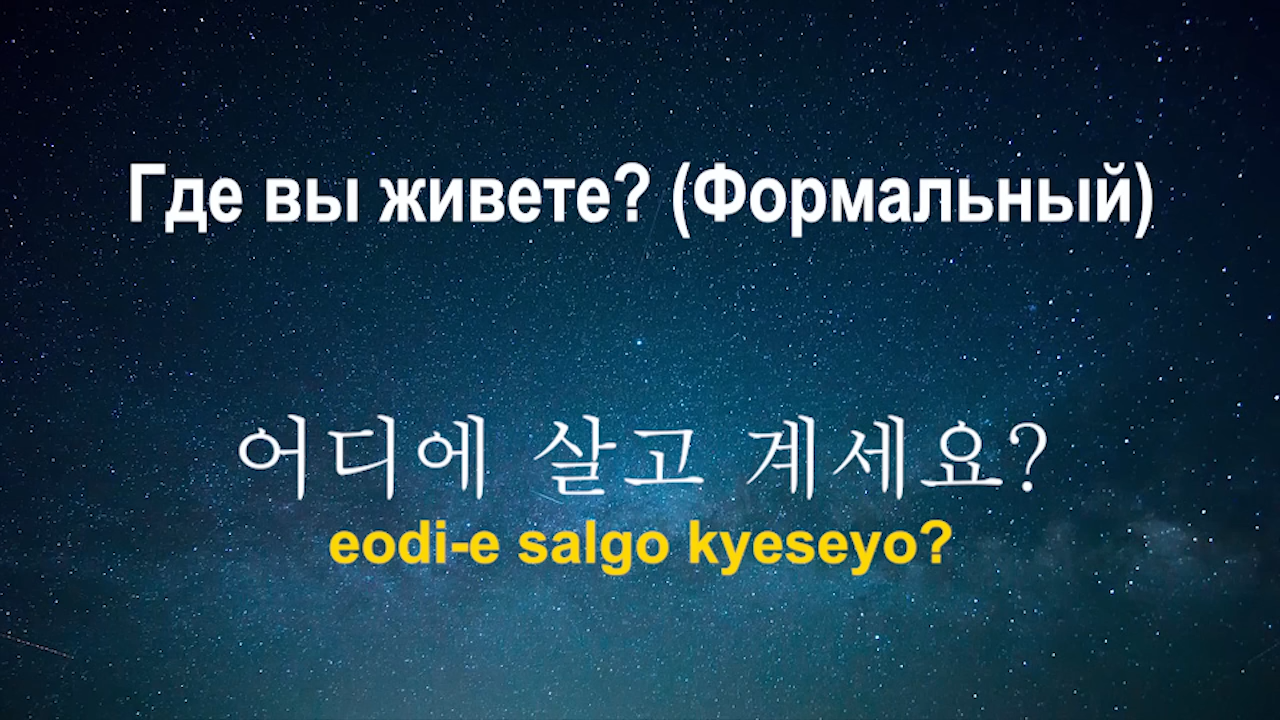 Где вы живете? (Формальный)
어디에 살고 계세요?
eodi-e salgo kyeseyo?